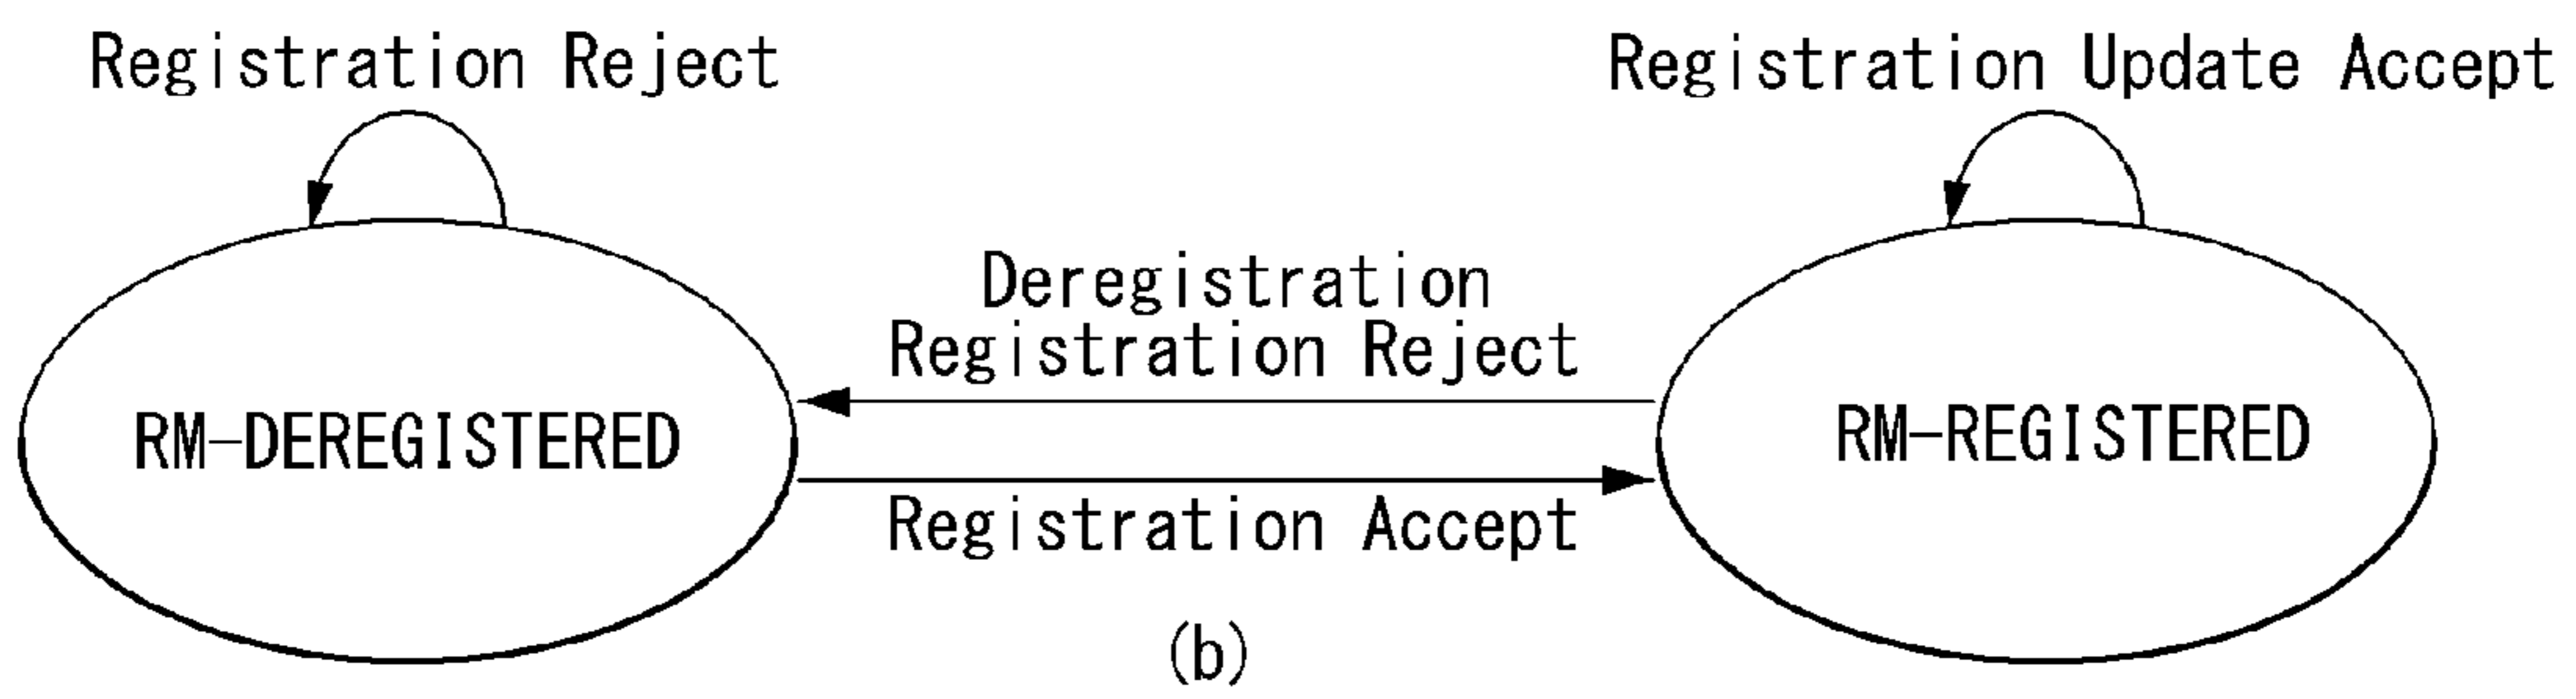 Registration Reject
Registration Update Accept
Deregistration
Registration Reject
RM-DEREGISTERED
RM-REGISTERED
Registration Accept
(b)